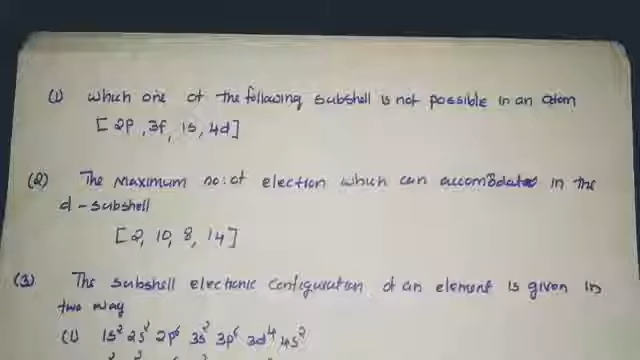 (1) Which one of the following subshell is not possible in an atom
[2p, 3f, 1s, 4d]
(2) The Maximum no: of election which can accomodated in the
d - subshell
[2, 10, 8, 14]
(3) The subshell electronic configuration of an element is given in
two way
(1) 1s² 2s² 2p⁶ 3s² 3p⁶ 3d⁴ 4s²